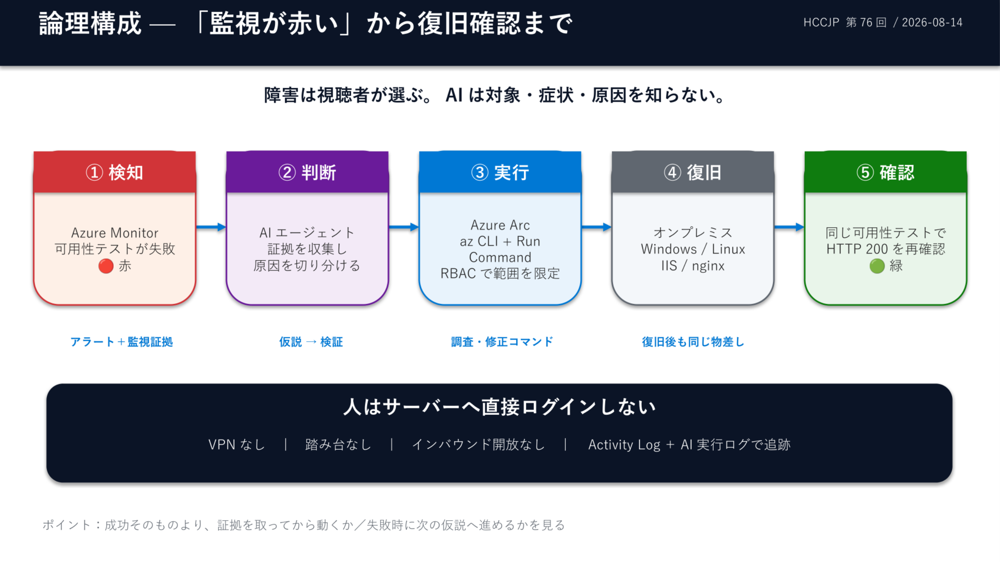 論理構成 — 「監視が赤い」から復旧確認まで
HCCJP 第 76 回 / 2026-08-14
障害は視聴者が選ぶ。 AI は対象・症状・原因を知らない。
① 検知
Azure Monitor
可用性テストが失敗
🔴 赤
② 判断
AI エージェント
証拠を収集し
原因を切り分ける
③ 実行
Azure Arc
az CLI + Run
Command
RBAC で範囲を限定
④ 復旧
オンプレミス
Windows / Linux
IIS / nginx
⑤ 確認
同じ可用性テストで
HTTP 200 を再確認
🟢 緑
アラート＋監視証拠
仮説 → 検証
調査・修正コマンド
復旧後も同じ物差し
人はサーバーへ直接ログインしない
VPN なし ｜ 踏み台なし ｜ インバウンド開放なし ｜ Activity Log + AI 実行ログで追跡
ポイント：成功そのものより、証拠を取ってから動くか／失敗時に次の仮説へ進めるかを見る